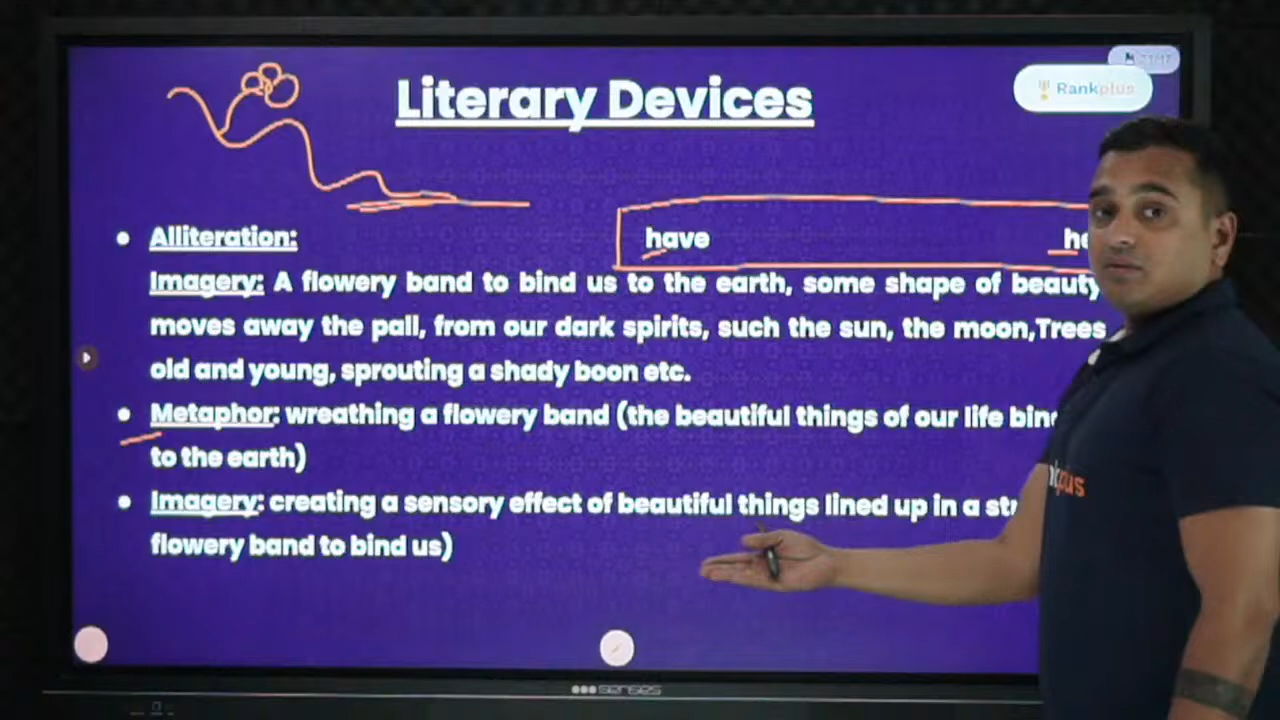 Literary Devices
Rankplus
Alliteration: have
Imagery: A flowery band to bind us to the earth, some shape of beauty
moves away the pall, from our dark spirits, such the sun, the moon,Trees
old and young, sprouting a shady boon etc.
Metaphor: wreathing a flowery band (the beautiful things of our life
to the earth)
Imagery: creating a sensory effect of beautiful things lined up in a
flowery band to bind us)
senses